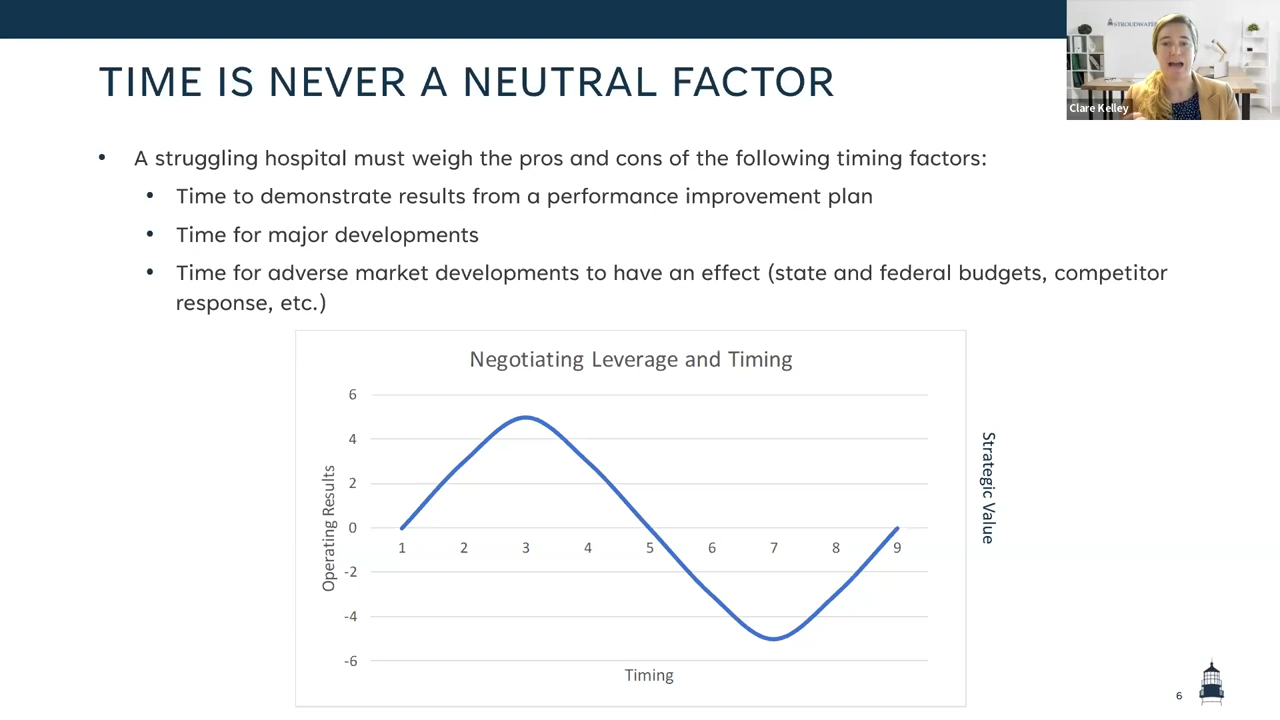 TIME IS NEVER A NEUTRAL FACTOR
STROUDWATER
Clare Kelley
• A struggling hospital must weigh the pros and cons of the following timing factors:
• Time to demonstrate results from a performance improvement plan
• Time for major developments
• Time for adverse market developments to have an effect (state and federal budgets, competitor
response, etc.)
Negotiating Leverage and Timing
6
4
2
0
-2
-4
-6
Operating Results
1 2 3 4 5 6 7 8 9
Timing
Strategic Value
6